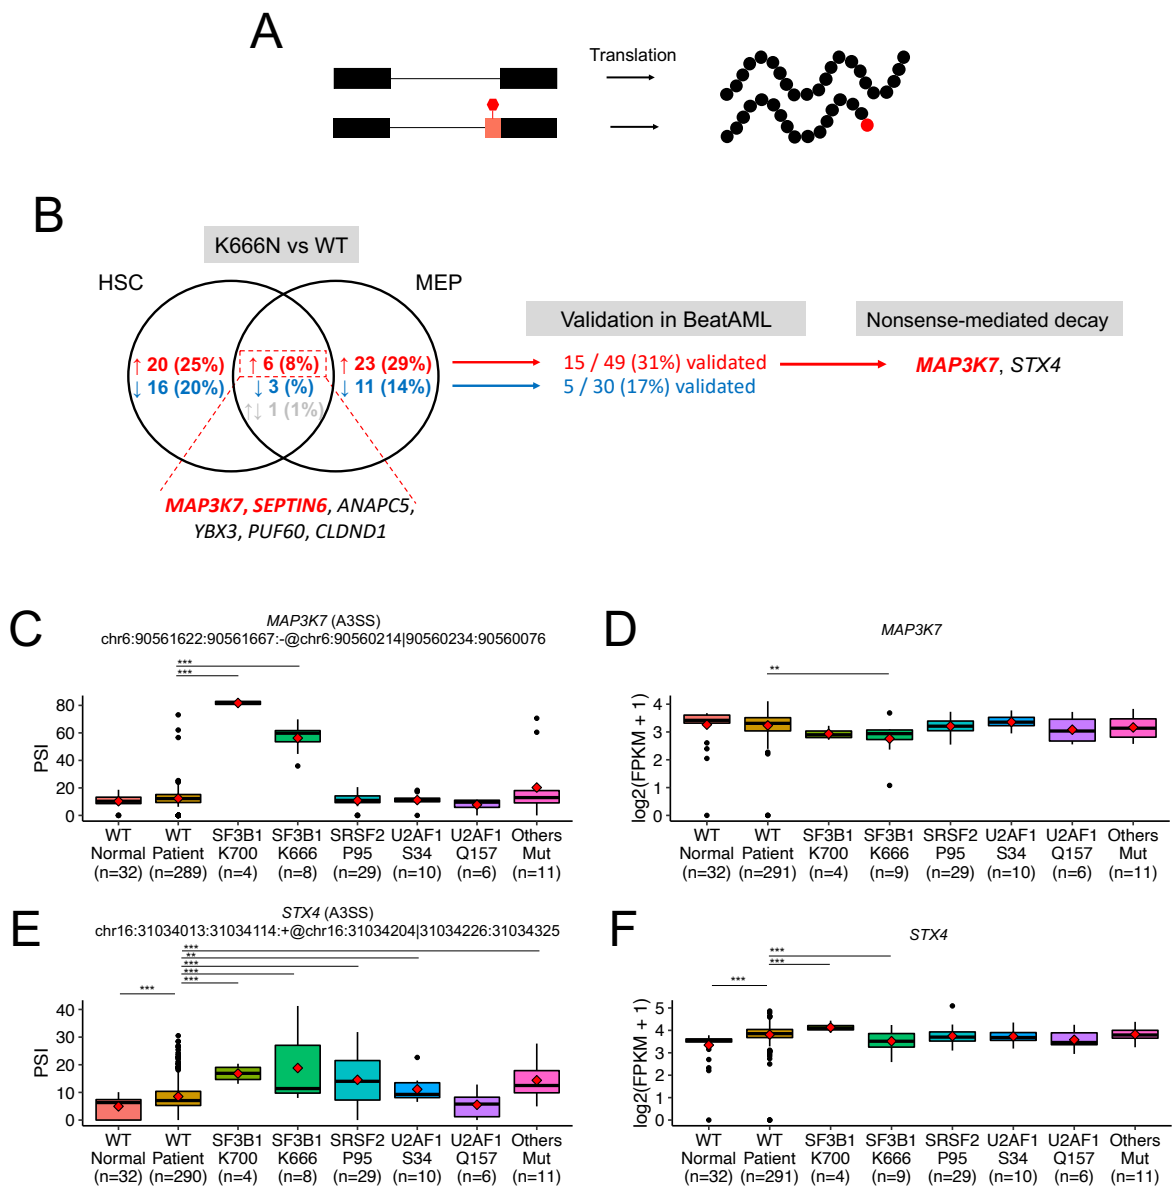 A
Translation
B
K666N vs WT
HSC
MEP
↑ 20 (25%)
↓ 16 (20%)
↑ 6 (8%)
↓ 3 (%)
↑↓ 1 (1%)
↑ 23 (29%)
↓ 11 (14%)
Validation in BeatAML
15 / 49 (31%) validated
5 / 30 (17%) validated
Nonsense-mediated decay
MAP3K7, STX4
MAP3K7, SEPTIN6, ANAPC5,
YBX3, PUF60, CLDND1
C
MAP3K7 (A3SS)
chr6:90561622:90561667:-@chr6:90560214|90560234:90560076
***
***
PSI
80
60
40
20
0
WT Normal (n=32)
WT Patient (n=289)
SF3B1 K700 (n=4)
SF3B1 K666 (n=8)
SRSF2 P95 (n=29)
U2AF1 S34 (n=10)
U2AF1 Q157 (n=6)
Others Mut (n=11)
D
MAP3K7
**
log2(FPKM + 1)
4
3
2
1
0
WT Normal (n=32)
WT Patient (n=291)
SF3B1 K700 (n=4)
SF3B1 K666 (n=9)
SRSF2 P95 (n=29)
U2AF1 S34 (n=10)
U2AF1 Q157 (n=6)
Others Mut (n=11)
E
STX4 (A3SS)
chr16:31034013:31034114:+@chr16:31034204|31034226:31034325
***
**
***
***
***
***
PSI
40
30
20
10
0
WT Normal (n=32)
WT Patient (n=290)
SF3B1 K700 (n=4)
SF3B1 K666 (n=8)
SRSF2 P95 (n=29)
U2AF1 S34 (n=10)
U2AF1 Q157 (n=6)
Others Mut (n=11)
F
STX4
***
***
***
log2(FPKM + 1)
5
4
3
2
1
0
WT Normal (n=32)
WT Patient (n=291)
SF3B1 K700 (n=4)
SF3B1 K666 (n=9)
SRSF2 P95 (n=29)
U2AF1 S34 (n=10)
U2AF1 Q157 (n=6)
Others Mut (n=11)